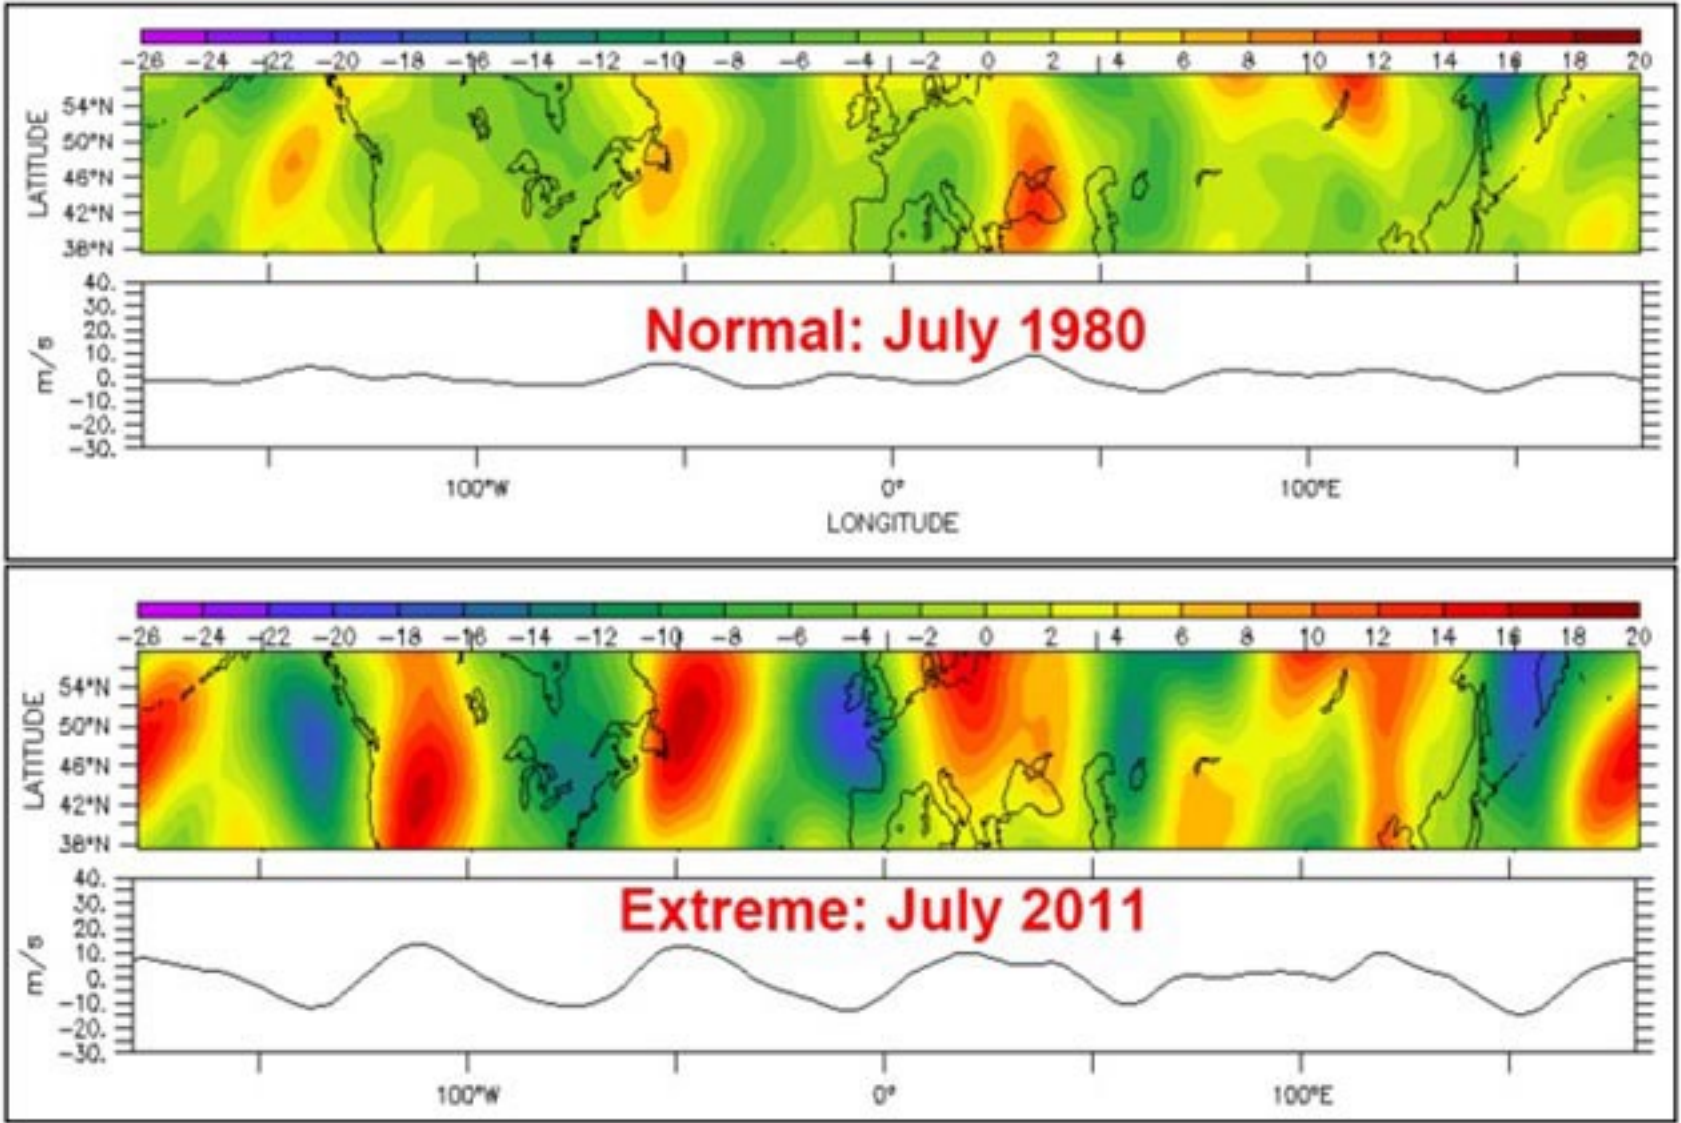 -26 -24 -22 -20 -18 -16 -14 -12 -10 -8 -6 -4 -2 0 2 4 6 8 10 12 14 16 18 20
LATITUDE
54°N
50°N
46°N
42°N
38°N
m/s
40.
30.
20.
10.
0.
-10.
-20.
-30.
Normal: July 1980
100°W 0° 100°E
LONGITUDE
-26 -24 -22 -20 -18 -16 -14 -12 -10 -8 -6 -4 -2 0 2 4 6 8 10 12 14 16 18 20
LATITUDE
54°N
50°N
46°N
42°N
38°N
m/s
40.
30.
20.
10.
0.
-10.
-20.
-30.
Extreme: July 2011
100°W 0° 100°E